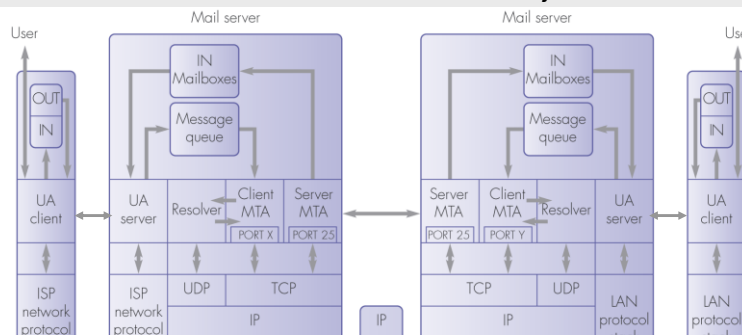 Mail server
Mail server
User
IN
Mailboxes
Message
queue
OUT
IN
UA
client
UA
server
Resolver
Client
MTA
PORT X
Server
MTA
PORT 25
ISP
network
protocol
ISP
network
protocol
UDP
TCP
IP
IP
IN
Mailboxes
Message
queue
Server
MTA
PORT 25
Client
MTA
PORT Y
Resolver
UA
server
TCP
UDP
IP
LAN
protocol
OUT
IN
UA
client
LAN
protocol